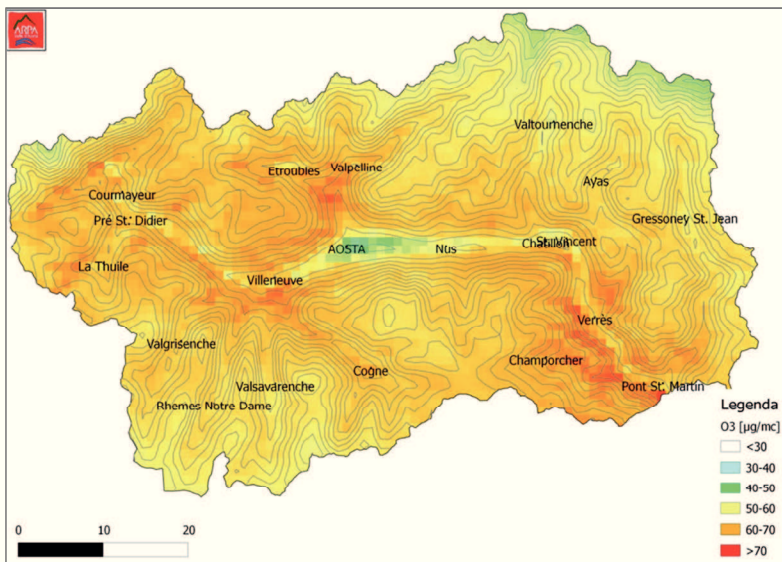 ARPA
Valtournenche
Etroubles
Valpelline
Ayas
Courmayeur
Gressoney St. Jean
Pré St. Didier
AOSTA
Nus
St. Vincent
La Thuile
Villeneuve
Verrès
Valgrisenche
Champorcher
Cogne
Valsavarenche
Pont St. Martin
Rhemes Notre Dame
Legenda
O3 [µg/mc]
<30
30-40
40-50
50-60
60-70
>70
0
10
20